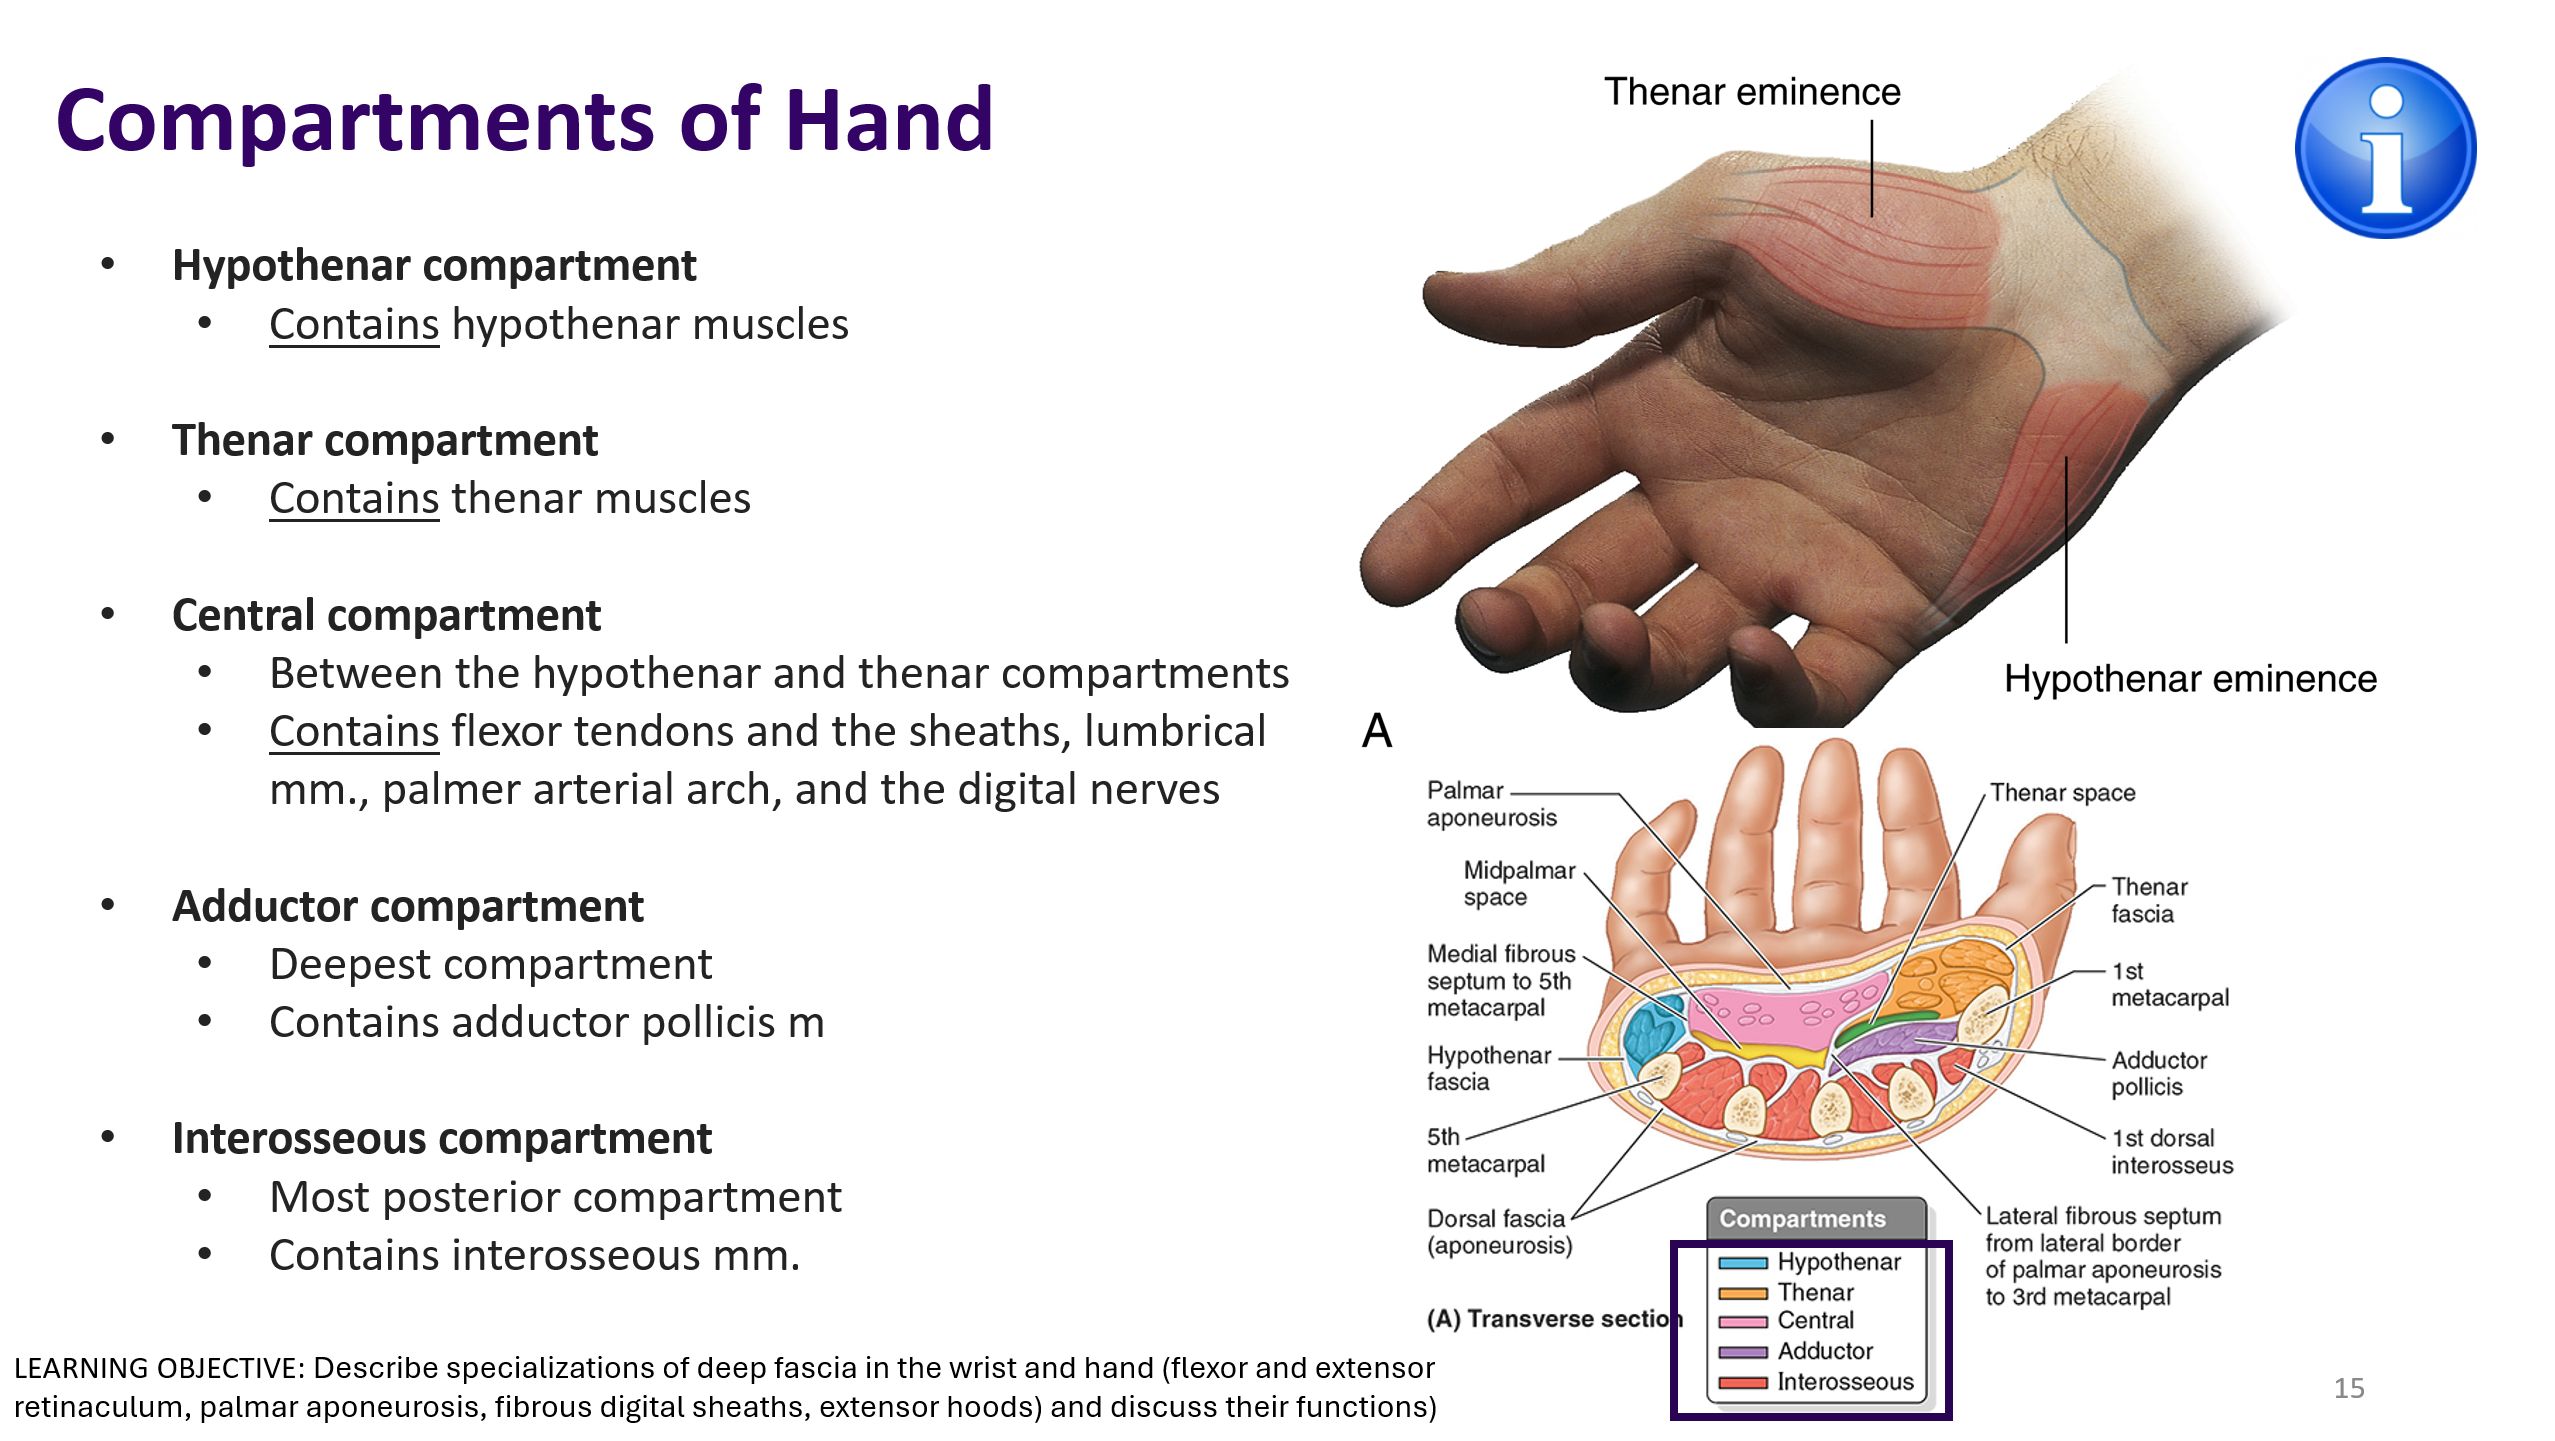 Compartments of Hand
• Hypothenar compartment
• Contains hypothenar muscles
• Thenar compartment
• Contains thenar muscles
• Central compartment
• Between the hypothenar and thenar compartments
• Contains flexor tendons and the sheaths, lumbrical
mm., palmer arterial arch, and the digital nerves
• Adductor compartment
• Deepest compartment
• Contains adductor pollicis m
• Interosseous compartment
• Most posterior compartment
• Contains interosseous mm.
LEARNING OBJECTIVE: Describe specializations of deep fascia in the wrist and hand (flexor and extensor
retinaculum, palmar aponeurosis, fibrous digital sheaths, extensor hoods) and discuss their functions)
Thenar eminence
i
Hypothenar eminence
A
Palmar
aponeurosis
Midpalmar
space
Medial fibrous
septum to 5th
metacarpal
Hypothenar
fascia
5th
metacarpal
Dorsal fascia
(aponeurosis)
(A) Transverse section
Thenar space
Thenar
fascia
1st
metacarpal
Adductor
pollicis
1st dorsal
interosseus
Lateral fibrous septum
from lateral border
of palmar aponeurosis
to 3rd metacarpal
Compartments
Hypothenar
Thenar
Central
Adductor
Interosseous
15